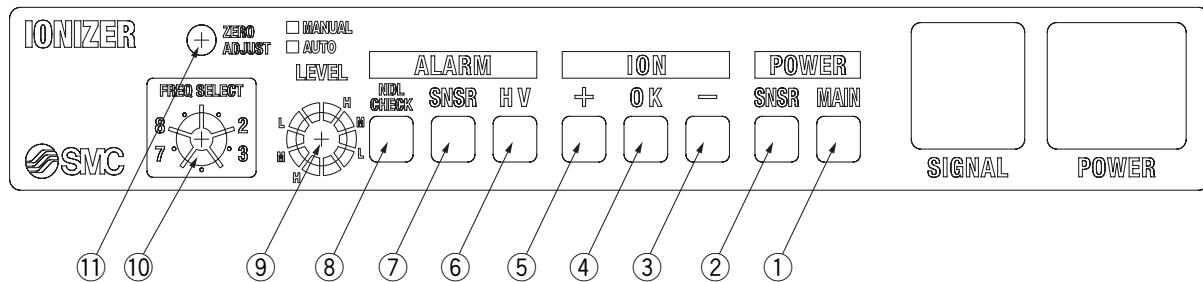 IONIZER
ZERO
ADJUST
MANUAL
AUTO
LEVEL
ALARM
ION
POWER
FREQ SELECT
NDL
CHECK
SNSR
H V
+
O K
−
SNSR
MAIN
8
2
7
3
L
H
M
M
L
H
SMC
SIGNAL
POWER
⑪ ⑩ ⑨ ⑧ ⑦ ⑥ ⑤ ④ ③ ② ①